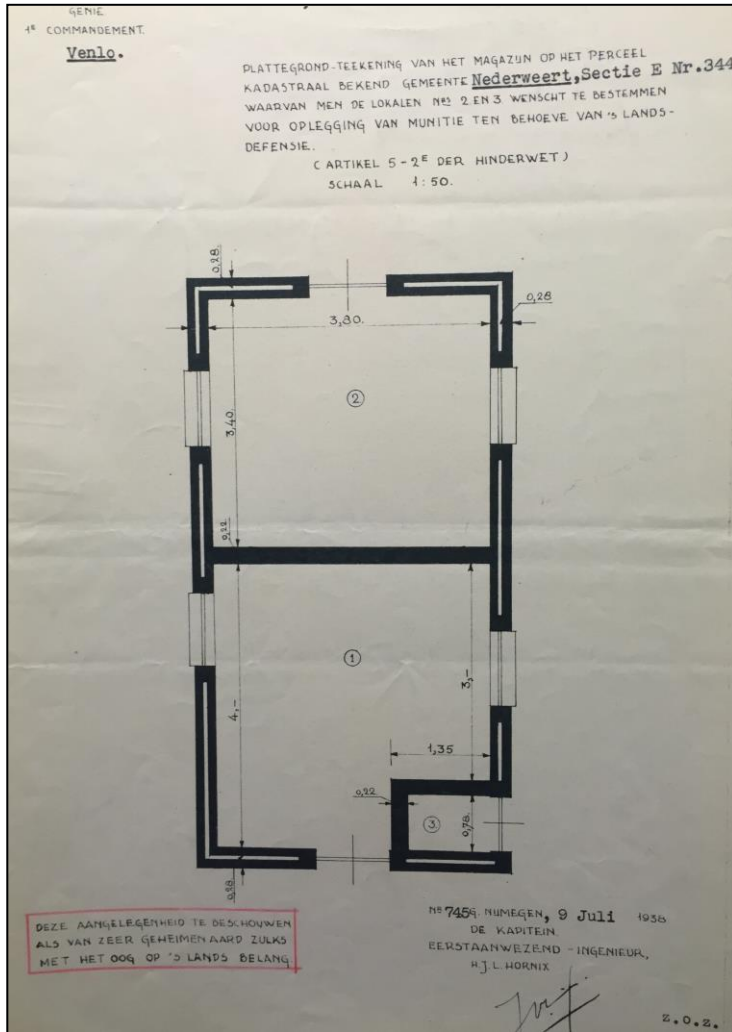 GENIE
1E COMMANDEMENT.
Venlo.
PLATTEGROND-TEEKENING VAN HET MAGAZIJN OP HET PERCEEL
KADASTRAAL BEKEND GEMEENTE Nederweert, Sectie E Nr.344
WAARVAN MEN DE LOKALEN Nos 2 EN 3 WENSCHT TE BESTEMMEN
VOOR OPLEGGING VAN MUNITIE TEN BEHOEVE VAN 's LANDS-
DEFENSIE.
( ARTIKEL 5 - 2E DER HINDERWET )
SCHAAL 1:50.
0,28
0,28
3,80.
2
3,40
0,22
1
3,-
4,-
1,35
0,22
3
0,78
0,28
DEZE AANGELEGENHEID TE BESCHOUWEN
ALS VAN ZEER GEHEIMEN AARD ZULKS
MET HET OOG OP 'S LANDS BELANG.
No 745G. NIJMEGEN, 9 Juli 1938
DE KAPITEIN.
EERSTAANWEZEND - INGENIEUR,
H.J.L. HORNIX
z.o.z.